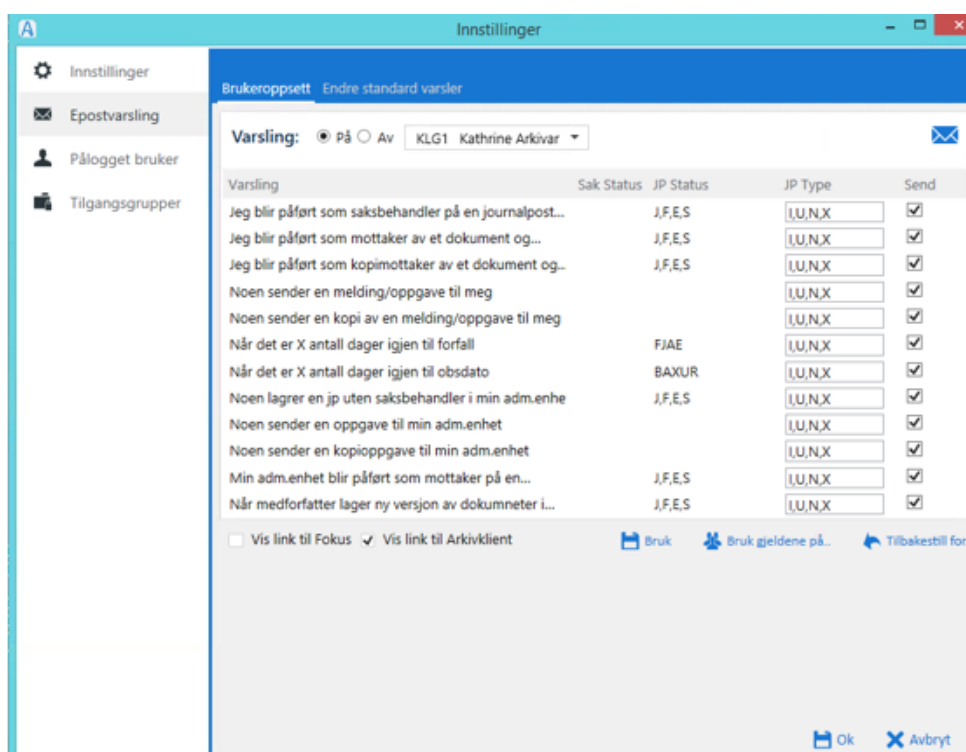 A
Innstillinger
Innstillinger
Epostvarsling
Pålogget bruker
Tilgangsgrupper
Brukeroppsett Endre standard varsler
Varsling: På Av KLG1 Kathrine Arkivar
Varsling Sak Status JP Status JP Type Send
Jeg blir påført som saksbehandler på en journalpost... J,F,E,S I,U,N,X
Jeg blir påført som mottaker av et dokument og... J,F,E,S I,U,N,X
Jeg blir påført som kopimottaker av et dokument og... J,F,E,S I,U,N,X
Noen sender en melding/oppgave til meg I,U,N,X
Noen sender en kopi av en melding/oppgave til meg I,U,N,X
Når det er X antall dager igjen til forfall FJAE I,U,N,X
Når det er X antall dager igjen til obsdato BAXUR I,U,N,X
Noen lagrer en jp uten saksbehandler i min adm.enhe J,F,E,S I,U,N,X
Noen sender en oppgave til min adm.enhet I,U,N,X
Noen sender en kopioppgave til min adm.enhet I,U,N,X
Min adm.enhet blir påført som mottaker på en... J,F,E,S I,U,N,X
Når medforfatter lager ny versjon av dokumneter i... J,F,E,S I,U,N,X
Vis link til Fokus Vis link til Arkivklient Bruk Bruk gjeldene på.. Tilbakestill for
Ok Avbryt